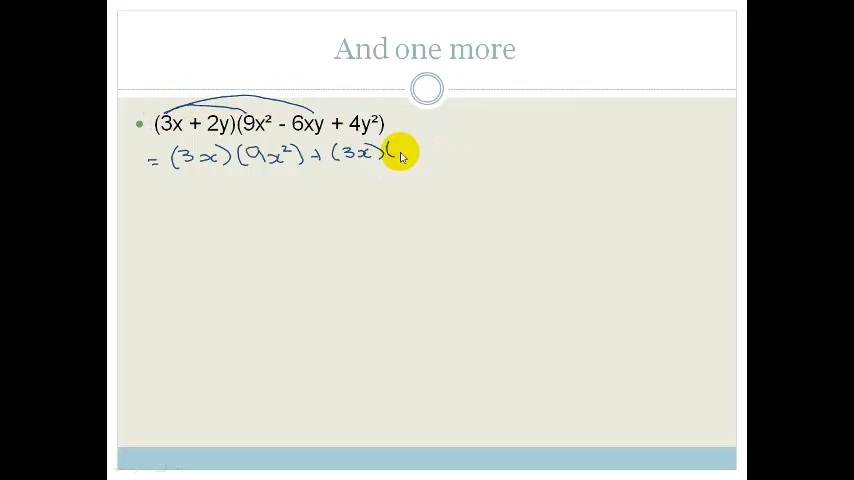 And one more
• (3x + 2y)(9x² - 6xy + 4y²)
= (3x)(9x²) + (3x)(